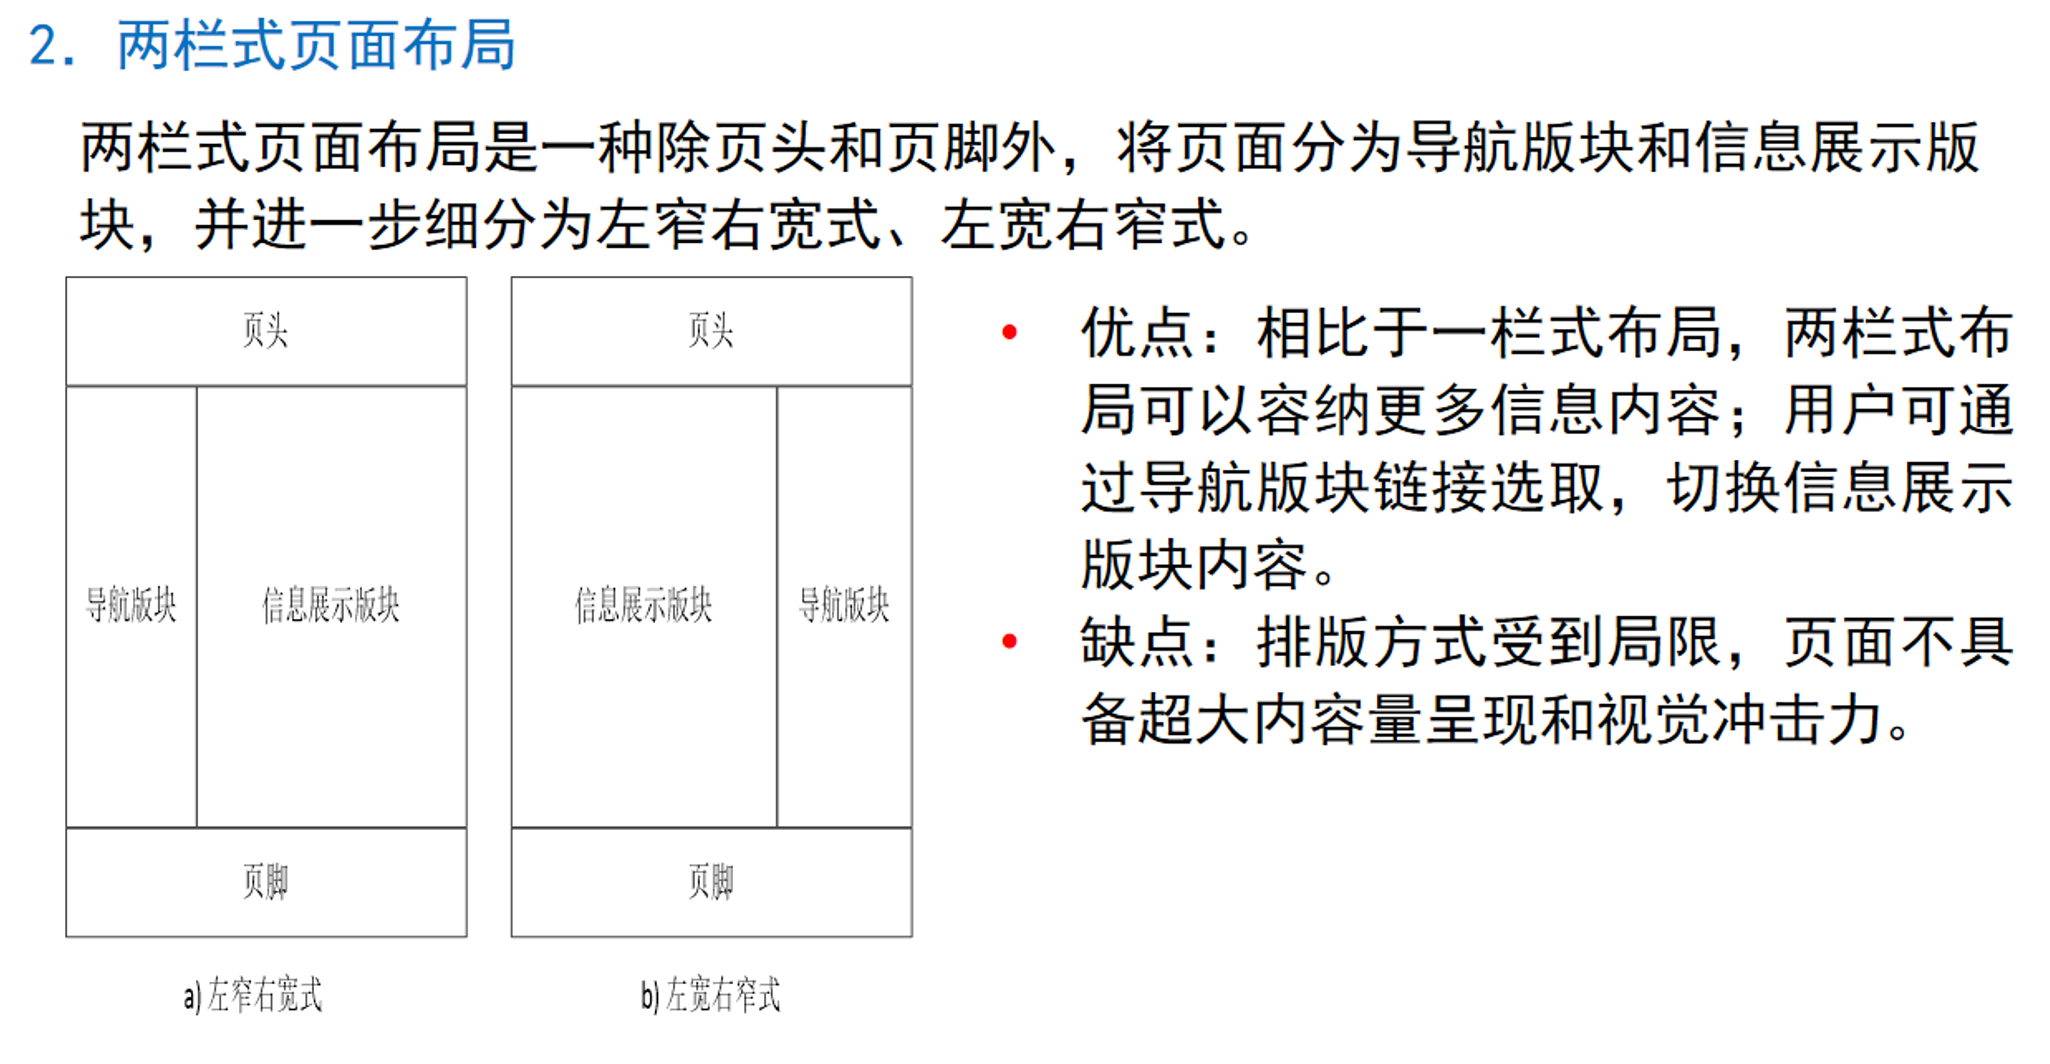 2. 两栏式页面布局
两栏式页面布局是一种除页头和页脚外，将页面分为导航版块和信息展示版
块，并进一步细分为左窄右宽式、左宽右窄式。
页头
导航版块
信息展示版块
页脚
a) 左窄右宽式
页头
信息展示版块
导航版块
页脚
b) 左宽右窄式
• 优点：相比于一栏式布局，两栏式布
局可以容纳更多信息内容；用户可通
过导航版块链接选取，切换信息展示
版块内容。
• 缺点：排版方式受到局限，页面不具
备超大内容量呈现和视觉冲击力。